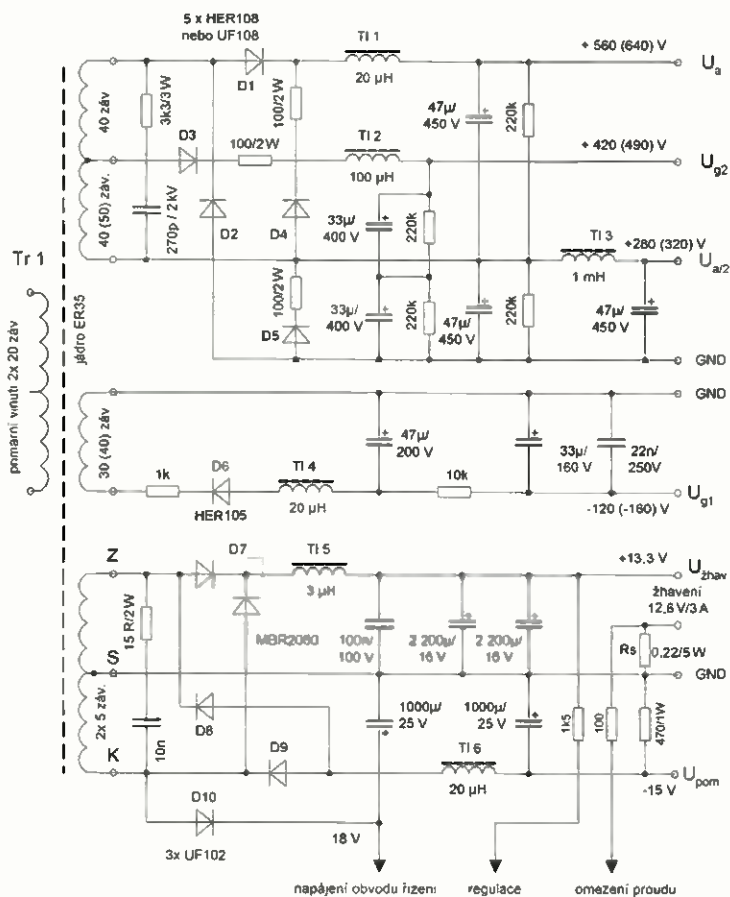 5 x HER108
nebo UF108
Tl 1
20 µH
+ 560 (640) V
Ua
D1
40 záv
3k3/3W
D3
100/2W
100/2W
Tl 2
100 µH
47µ/
450 V
220k
+ 420 (490) V
Ug2
40 (50) záv.
270p / 2 kV
D2
D4
33µ/
400 V
220k
Tl 3
1 mH
+280 (320) V
Ua/2
Tr 1
jádro ER35
pomární vinutí 2x 20 záv
100/2W
D5
33µ/
400 V
220k
47µ/
450 V
220k
47µ/
450 V
GND
GND
30 (40) záv
1k
D6
HER105
Tl 4
20 µH
47µ/
200 V
10k
33µ/
160 V
22n/
250V
Ug1
-120 (-160) V
Z
D7
Tl 5
3 µH
+13,3 V
Užhav
žhavení
12,6 V/3 A
15 R/2W
MBR2060
100n/
100 V
2 200µ/
16 V
2 200µ/
16 V
Rs
0,22/5 W
S
GND
2x 5 záv.
10n
D8
1000µ/
25 V
1000µ/
25 V
1k5
100
470/1W
K
D9
Tl 6
20 µH
Upom
-15 V
D10
3x UF102
18 V
napájení obvodu řízení
regulace
omezení proudu